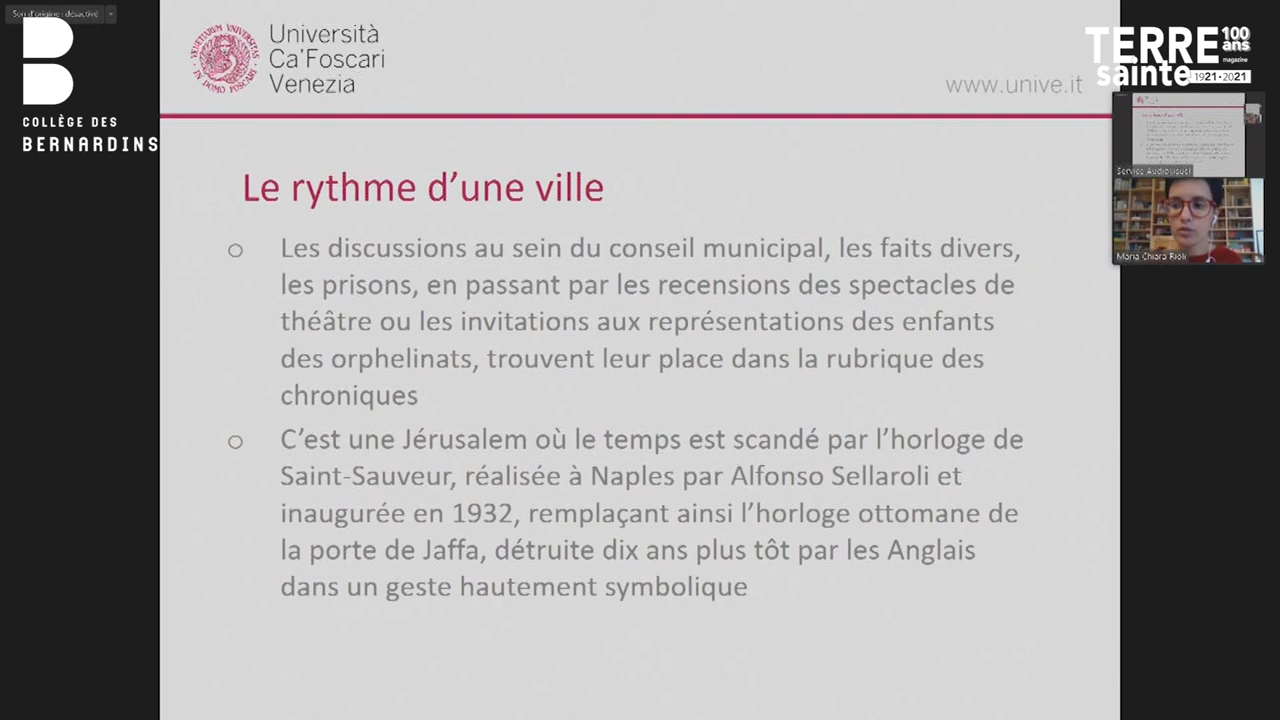 Son d'origine : désactivé
COLLÈGE DES
BERNARDINS
Università
Ca'Foscari
Venezia
www.unive.it
TERRE
sainte
100
ans
magazine
1921•2021
Service Audiovisuel
Maria Chiara Rioli
Le rythme d'une ville
○ Les discussions au sein du conseil municipal, les faits divers,
les prisons, en passant par les recensions des spectacles de
théâtre ou les invitations aux représentations des enfants
des orphelinats, trouvent leur place dans la rubrique des
chroniques
○ C'est une Jérusalem où le temps est scandé par l'horloge de
Saint-Sauveur, réalisée à Naples par Alfonso Sellaroli et
inaugurée en 1932, remplaçant ainsi l'horloge ottomane de
la porte de Jaffa, détruite dix ans plus tôt par les Anglais
dans un geste hautement symbolique